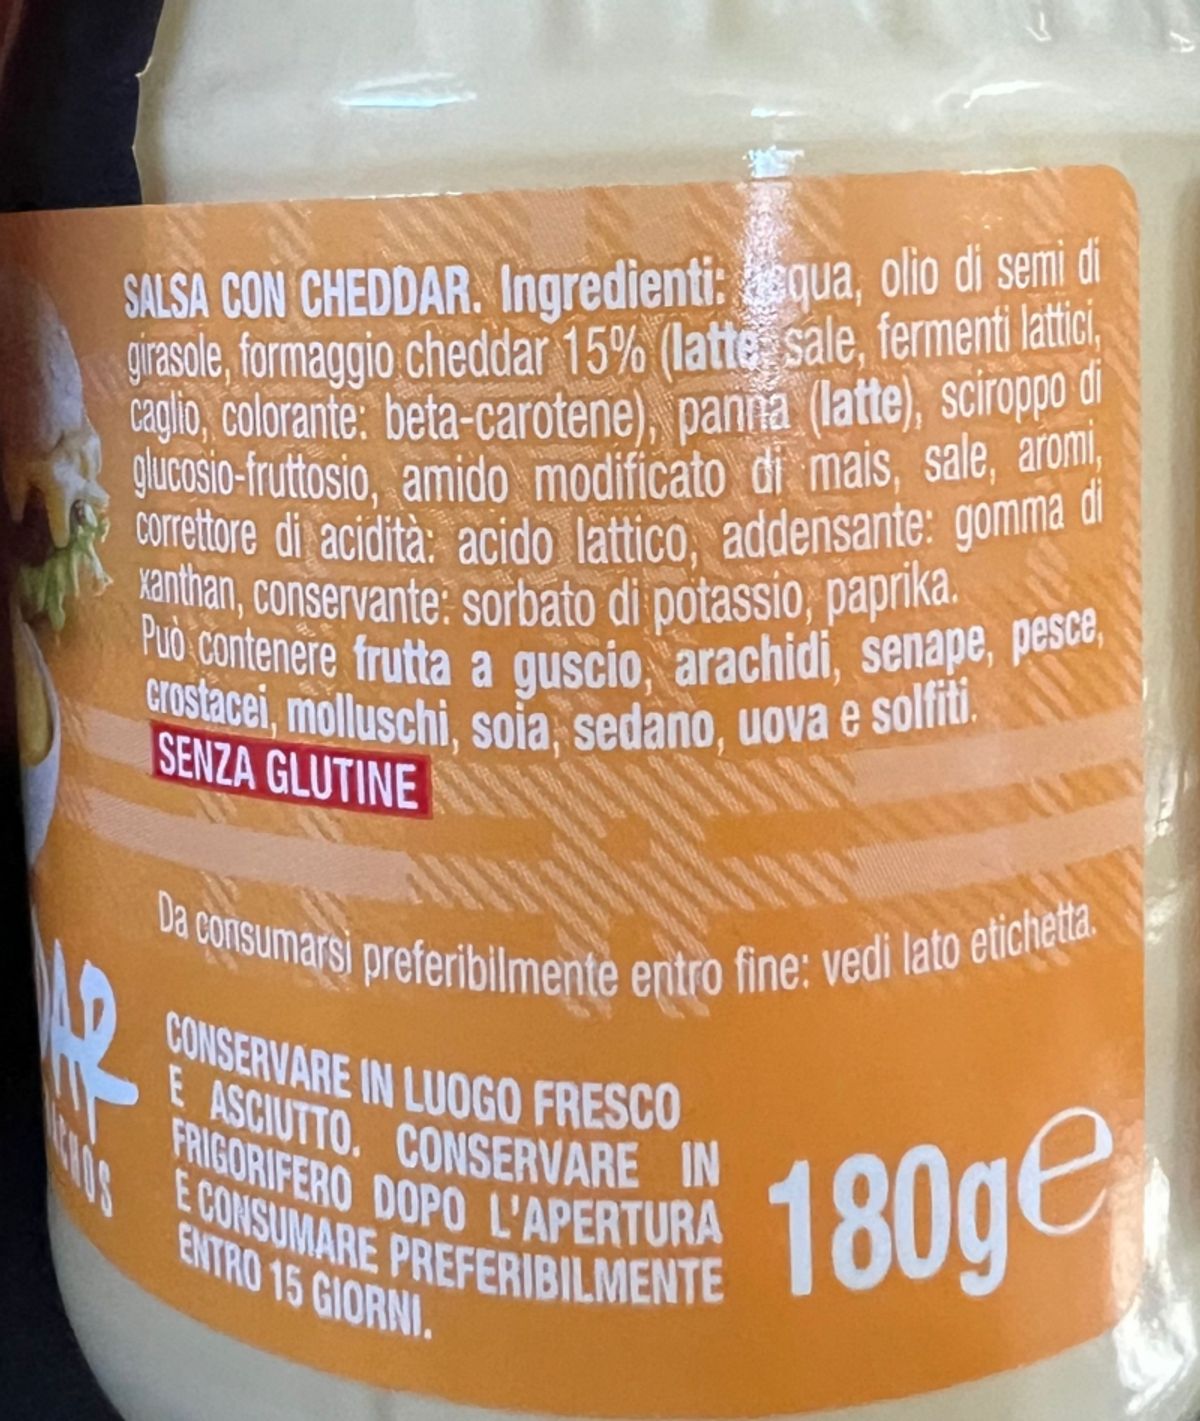 SALSA CON CHEDDAR. Ingredienti: acqua, olio di semi di
girasole, formaggio cheddar 15% (latte, sale, fermenti lattici,
caglio, colorante: beta-carotene), panna (latte), sciroppo di
glucosio-fruttosio, amido modificato di mais, sale, aromi,
correttore di acidità: acido lattico, addensante: gomma di
xanthan, conservante: sorbato di potassio, paprika.
Può contenere frutta a guscio, arachidi, senape, pesce,
crostacei, molluschi, soia, sedano, uova e solfiti.
SENZA GLUTINE
Da consumarsi preferibilmente entro fine: vedi lato etichetta.
CONSERVARE IN LUOGO FRESCO
E ASCIUTTO. CONSERVARE IN
FRIGORIFERO DOPO L'APERTURA
E CONSUMARE PREFERIBILMENTE
ENTRO 15 GIORNI.
180g e